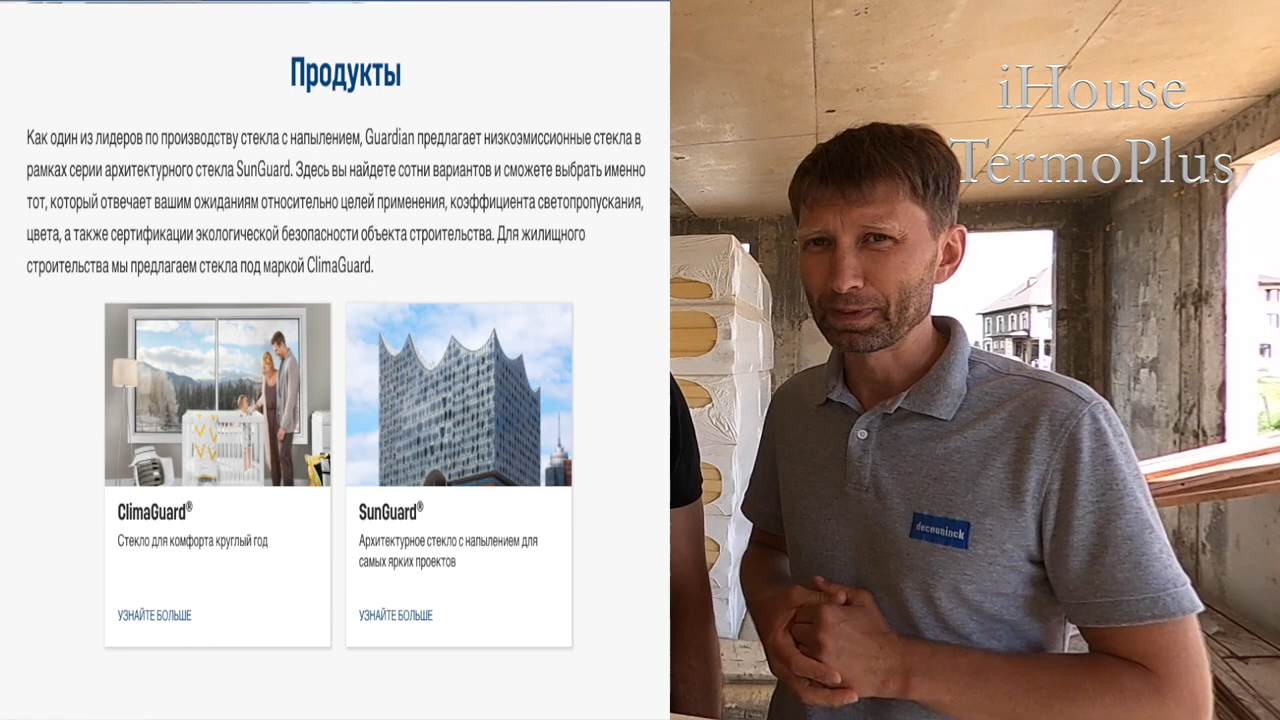 Продукты
Как один из лидеров по производству стекла с напылением, Guardian предлагает низкоэмиссионные стекла в
рамках серии архитектурного стекла SunGuard. Здесь вы найдете сотни вариантов и сможете выбрать именно
тот, который отвечает вашим ожиданиям относительно целей применения, коэффициента светопропускания,
цвета, а также сертификации экологической безопасности объекта строительства. Для жилищного
строительства мы предлагаем стекла под маркой ClimaGuard.
ClimaGuard®
Стекло для комфорта круглый год
УЗНАЙТЕ БОЛЬШЕ
SunGuard®
Архитектурное стекло с напылением для
самых ярких проектов
УЗНАЙТЕ БОЛЬШЕ
iHouse
TermoPlus
deceuninck